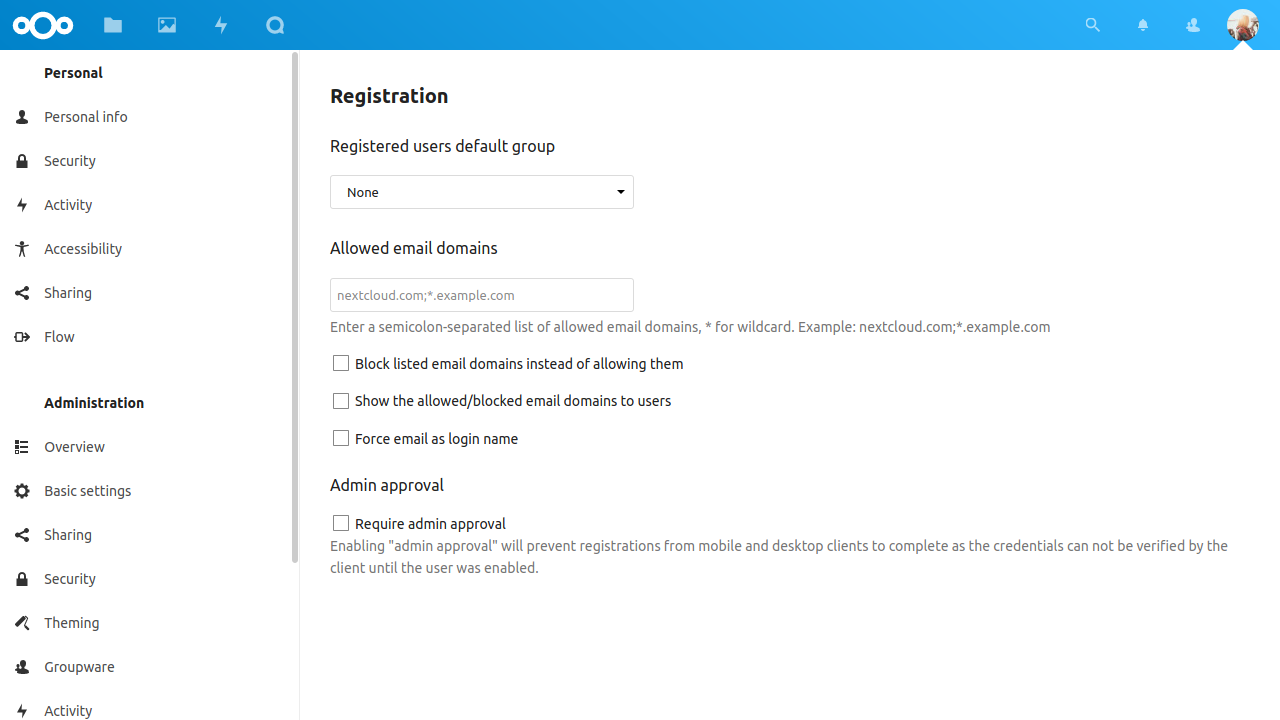 Personal
Personal info
Security
Activity
Accessibility
Sharing
Flow
Administration
Overview
Basic settings
Sharing
Security
Theming
Groupware
Activity
Registration
Registered users default group
None
Allowed email domains
nextcloud.com;*.example.com
Enter a semicolon-separated list of allowed email domains, * for wildcard. Example: nextcloud.com;*.example.com
Block listed email domains instead of allowing them
Show the allowed/blocked email domains to users
Force email as login name
Admin approval
Require admin approval
Enabling "admin approval" will prevent registrations from mobile and desktop clients to complete as the credentials can not be verified by the
client until the user was enabled.